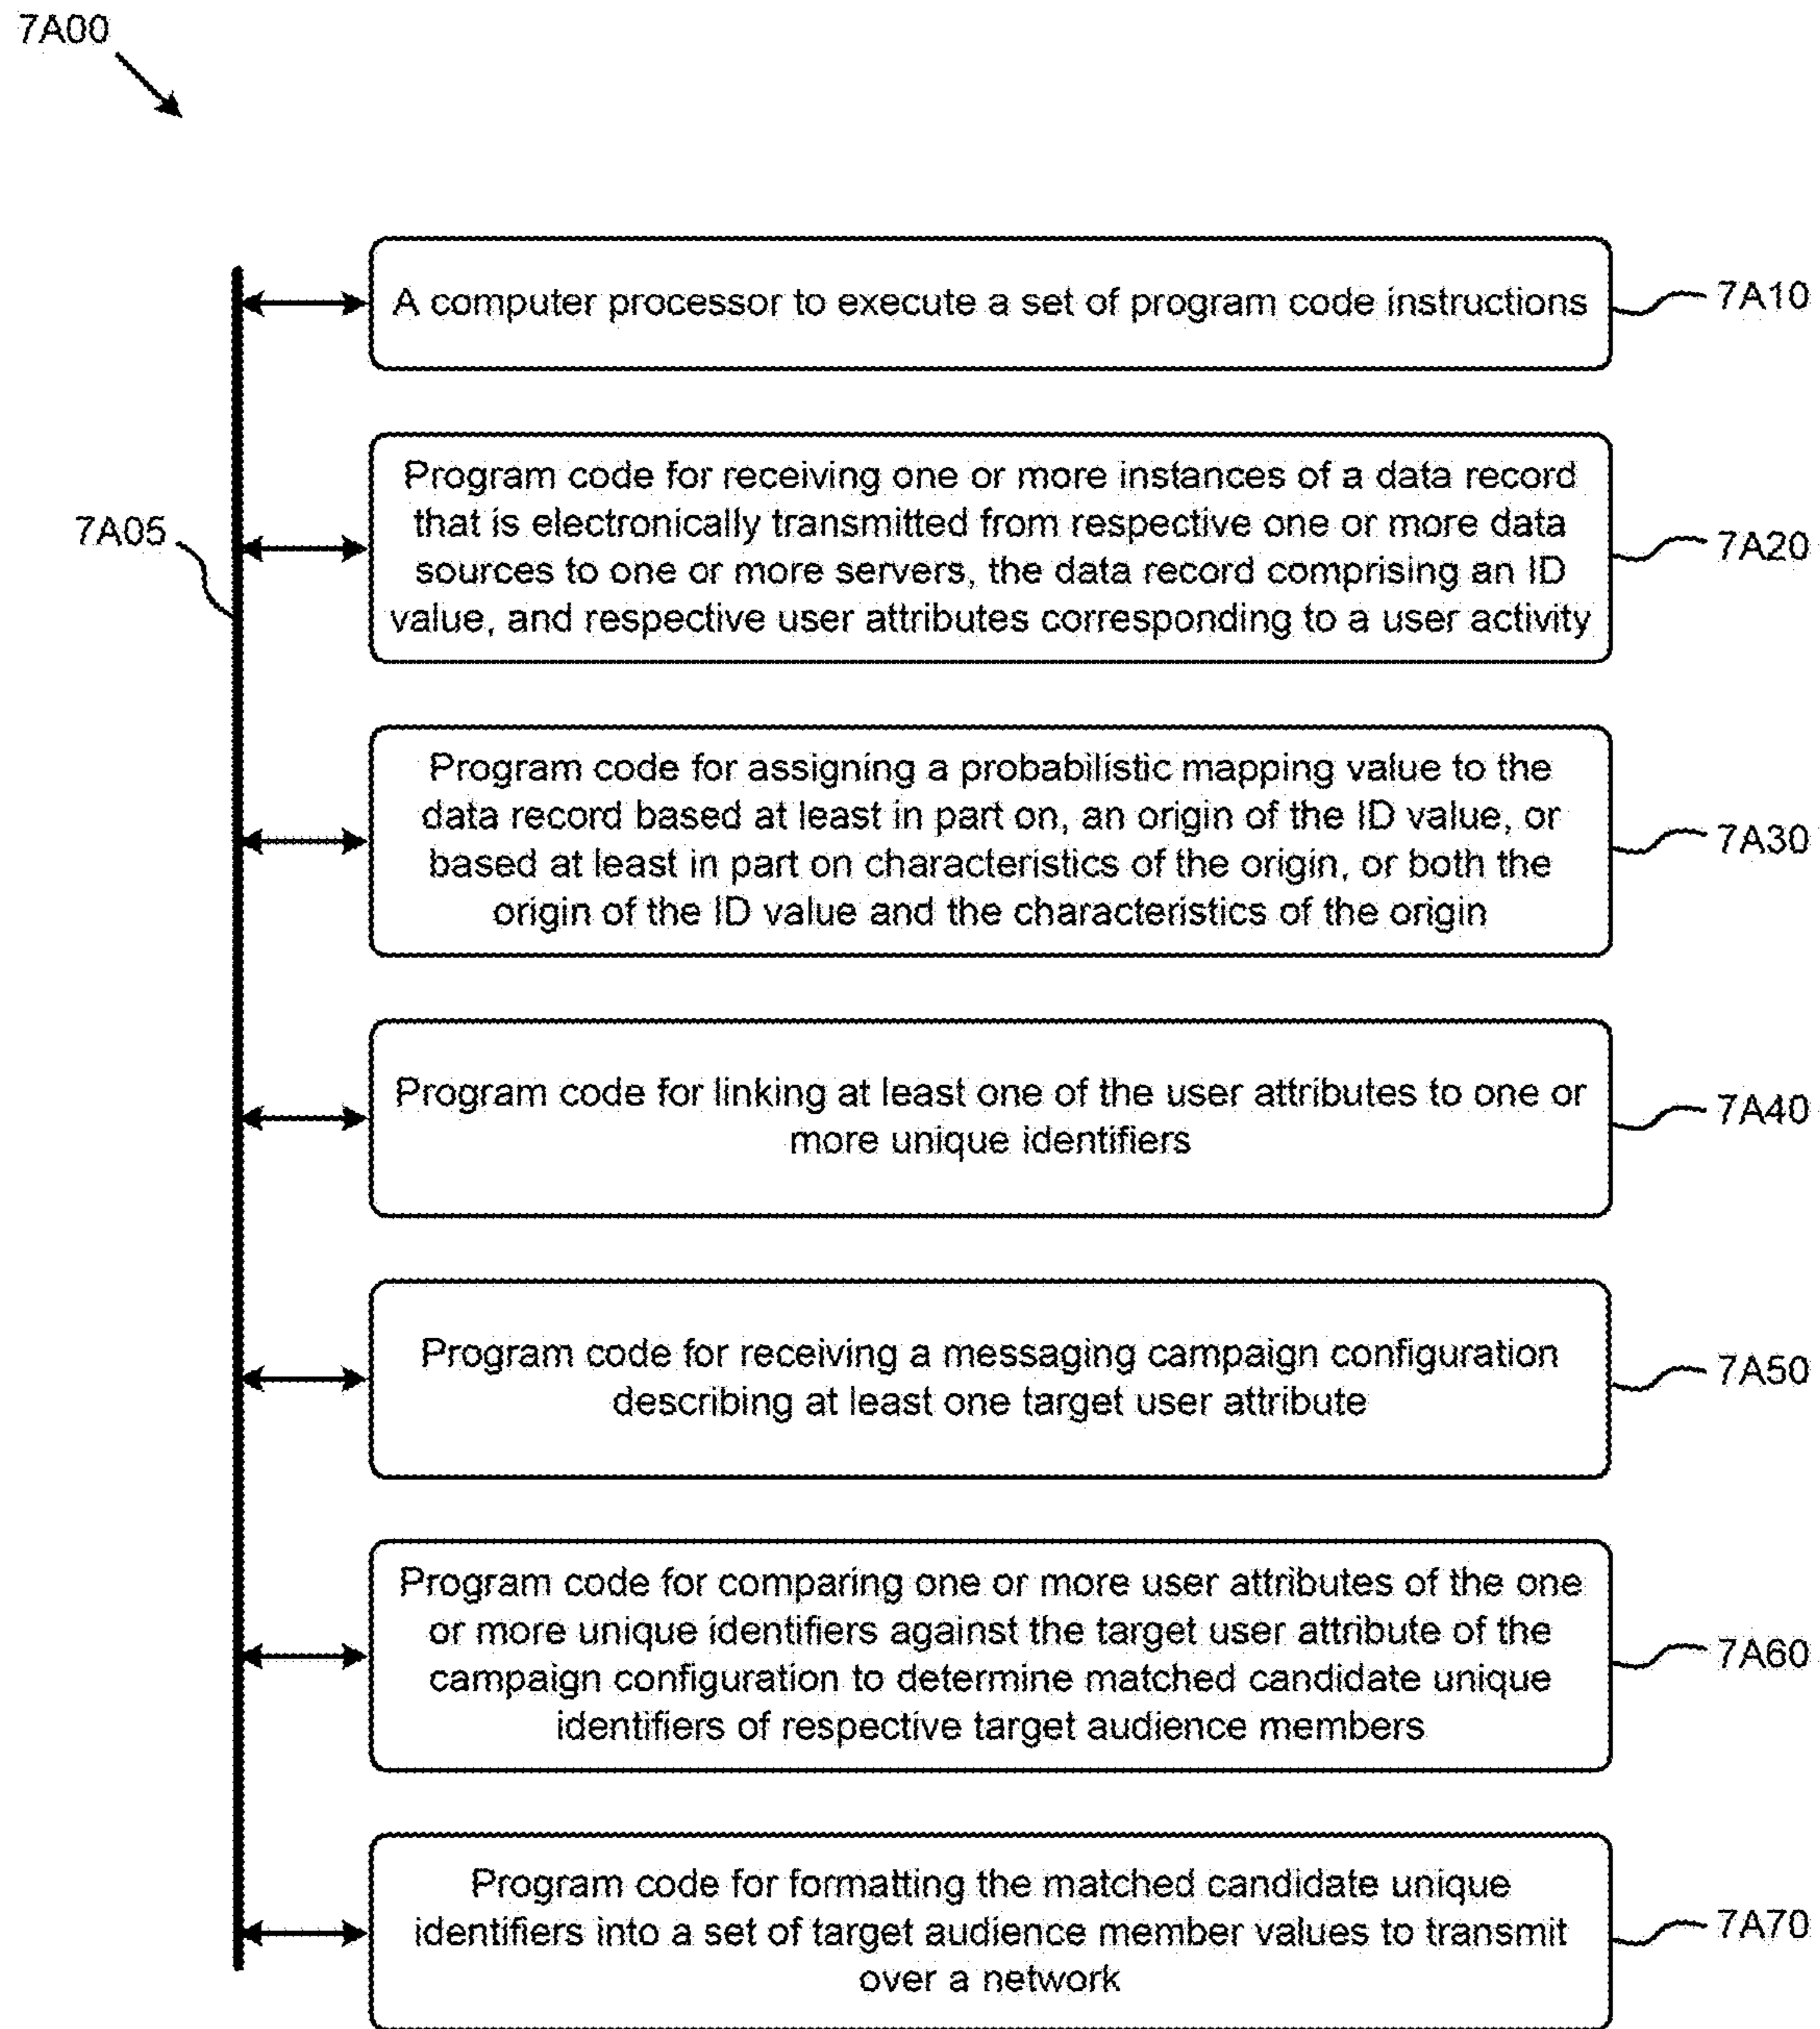 7A00
A computer processor to execute a set of program code instructions
7A10
Program code for receiving one or more instances of a data record
that is electronically transmitted from respective one or more data
sources to one or more servers, the data record comprising an ID
value, and respective user attributes corresponding to a user activity
7A05
7A20
Program code for assigning a probabilistic mapping value to the
data record based at least in part on, an origin of the ID value, or
based at least in part on characteristics of the origin, or both the
origin of the ID value and the characteristics of the origin
7A30
Program code for linking at least one of the user attributes to one or
more unique identifiers
7A40
Program code for receiving a messaging campaign configuration
describing at least one target user attribute
7A50
Program code for comparing one or more user attributes of the one
or more unique identifiers against the target user attribute of the
campaign configuration to determine matched candidate unique
identifiers of respective target audience members
7A60
Program code for formatting the matched candidate unique
identifiers into a set of target audience member values to transmit
over a network
7A70